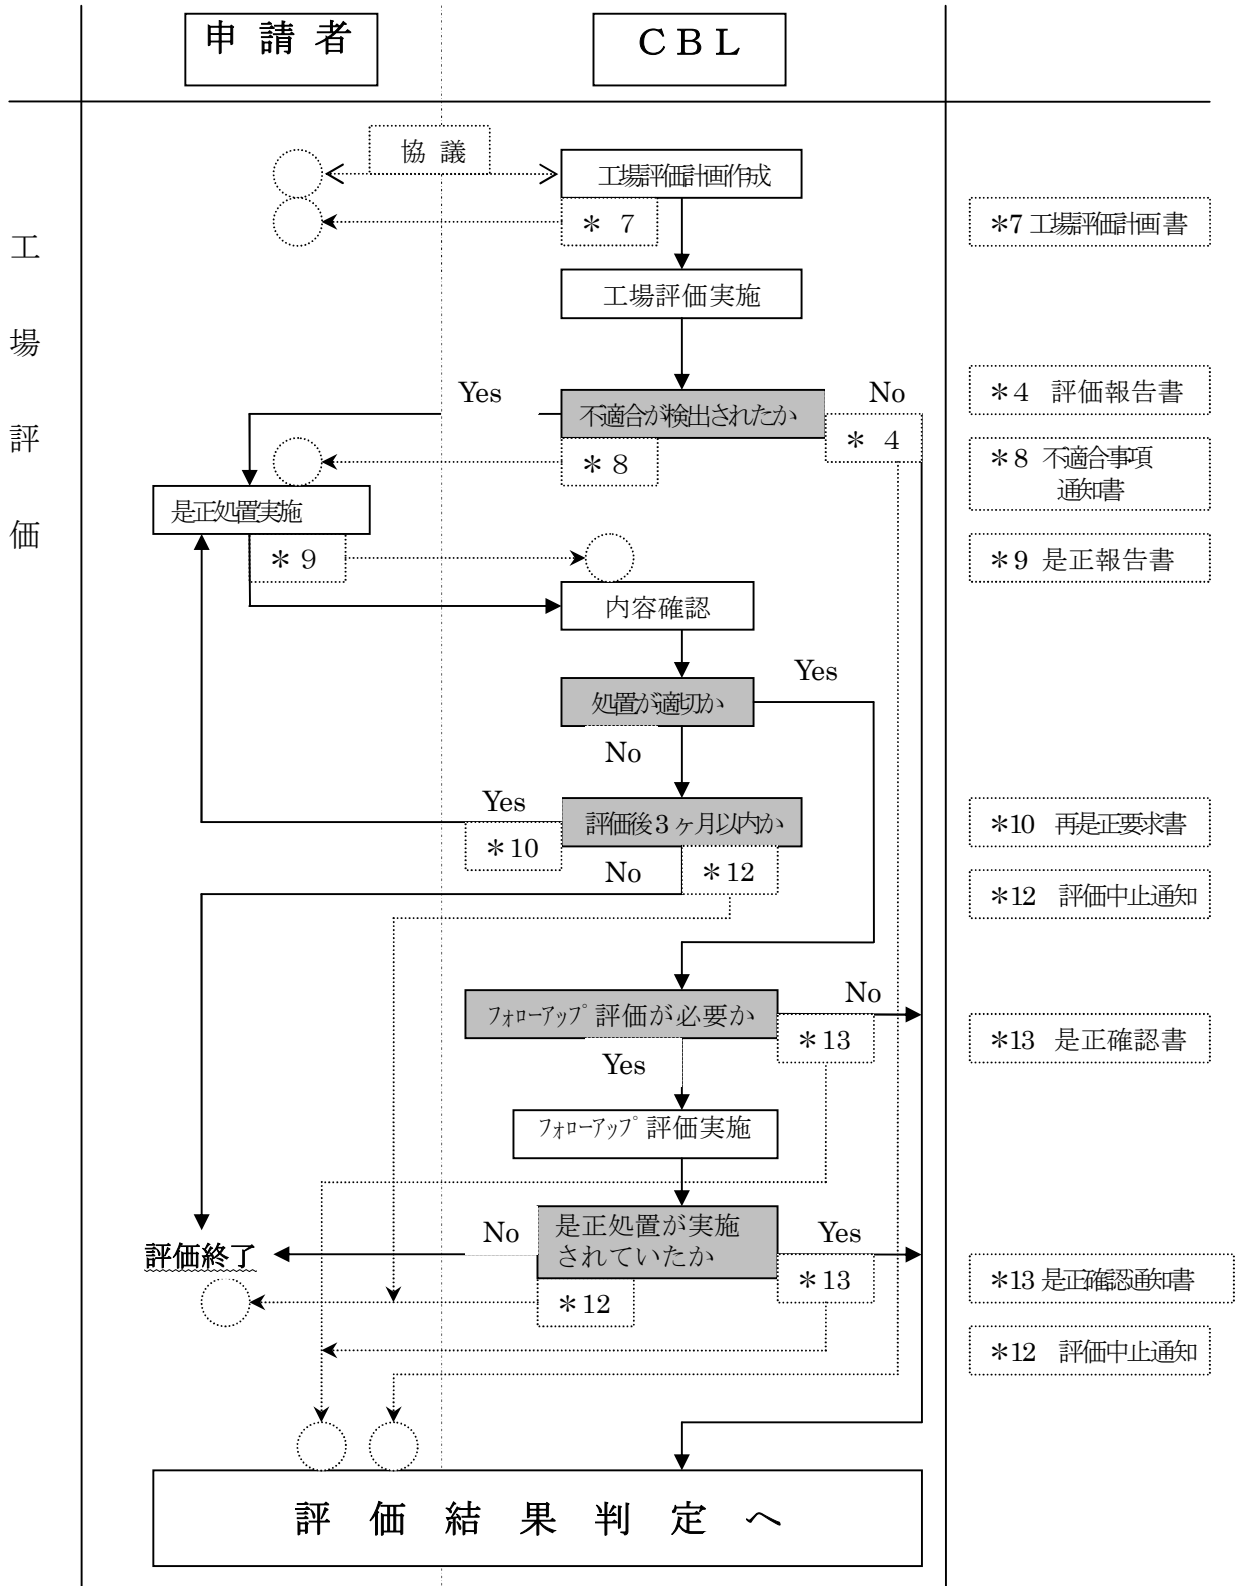 申 請 者
ＣＢＬ
協 議
工場評価計画作成
＊ ７
＊7 工場評価計画書
工場評価
工場評価実施
Yes
不適合が検出されたか
No
＊ ４
＊4 評価報告書
＊８
＊8 不適合事項
通知書
是正処置実施
＊９
＊9 是正報告書
内容確認
処置が適切か
Yes
No
Yes
評価後３ヶ月以内か
＊10
No
＊12
＊10 再是正要求書
＊12 評価中止通知
ﾌｫﾛｰｱｯﾌﾟ評価が必要か
No
＊13
＊13 是正確認書
Yes
ﾌｫﾛｰｱｯﾌﾟ評価実施
No
是正処置が実施
されていたか
Yes
評価終了
＊12
＊13
＊13 是正確認通知書
＊12 評価中止通知
評 価 結 果 判 定 へ